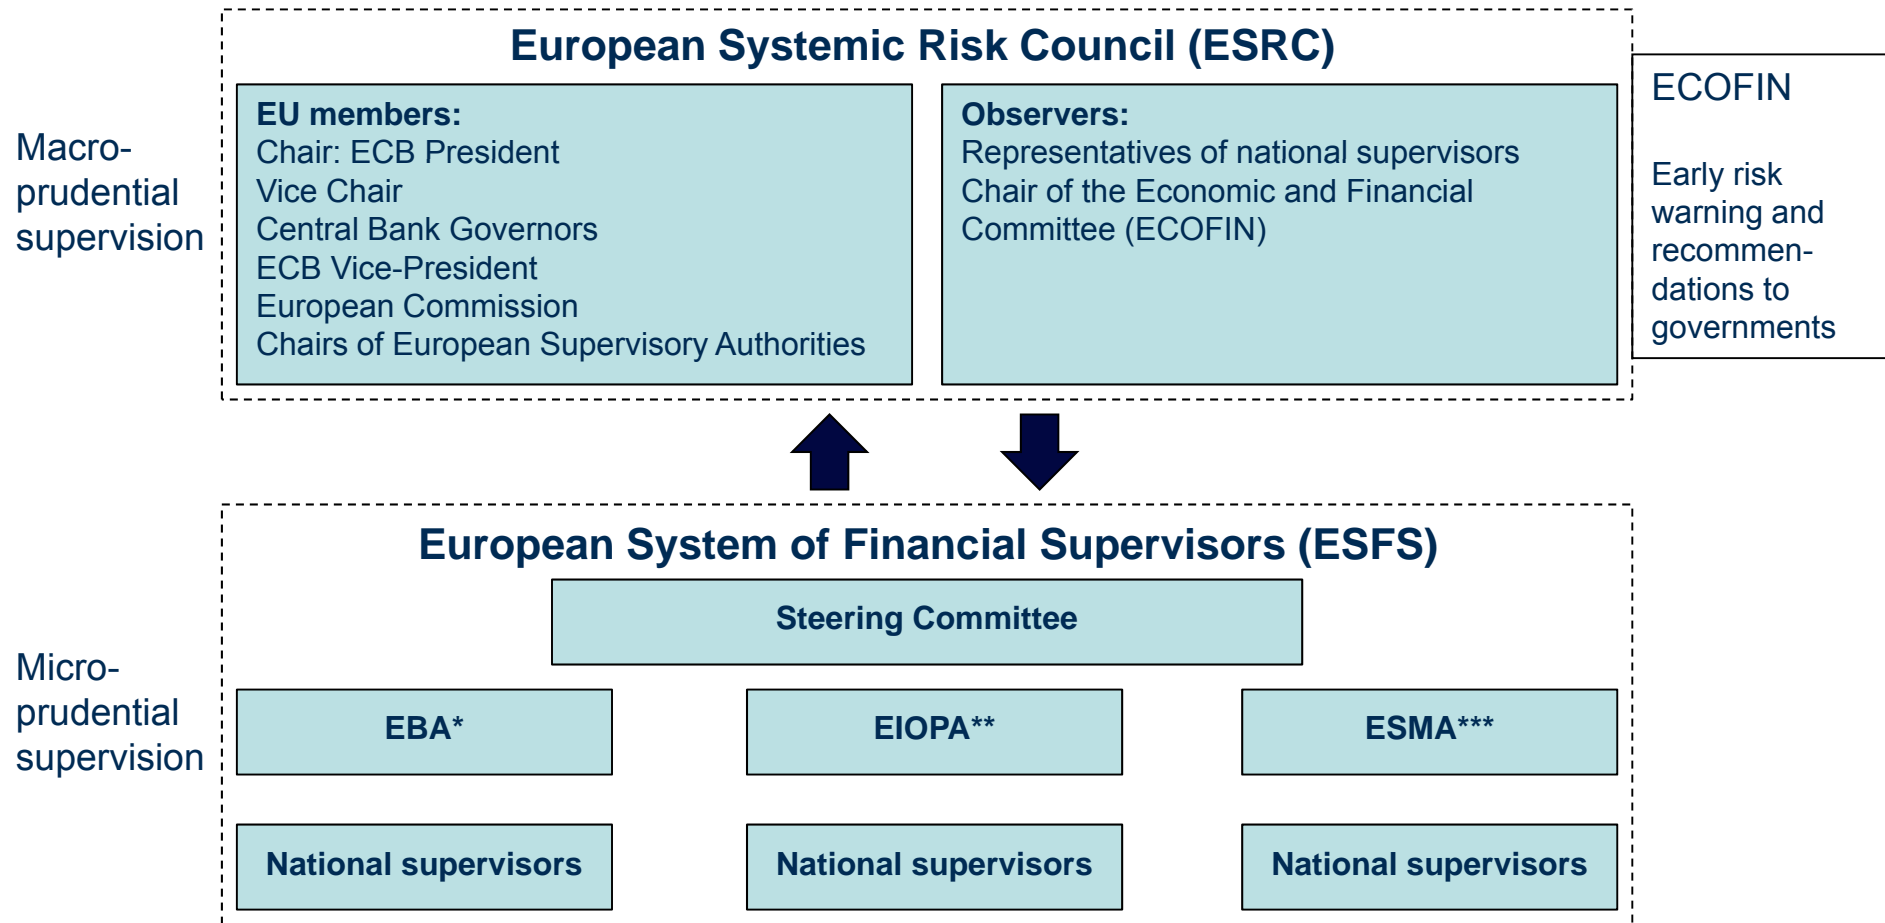 European Systemic Risk Council (ESRC)
Macro-
prudential
supervision
EU members:
Chair: ECB President
Vice Chair
Central Bank Governors
ECB Vice-President
European Commission
Chairs of European Supervisory Authorities
Observers:
Representatives of national supervisors
Chair of the Economic and Financial
Committee (ECOFIN)
ECOFIN
Early risk
warning and
recommen-
dations to
governments
European System of Financial Supervisors (ESFS)
Micro-
prudential
supervision
Steering Committee
EBA*
EIOPA**
ESMA***
National supervisors
National supervisors
National supervisors